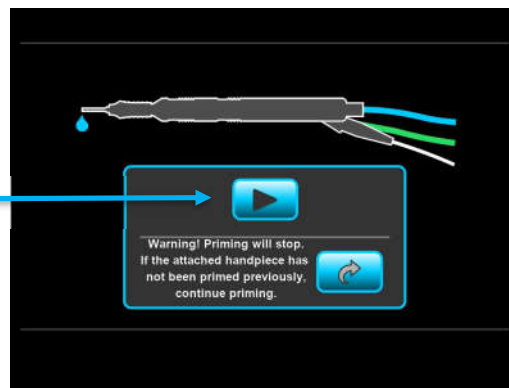 Warning! Priming will stop.
If the attached handpiece has
not been primed previously,
continue priming.